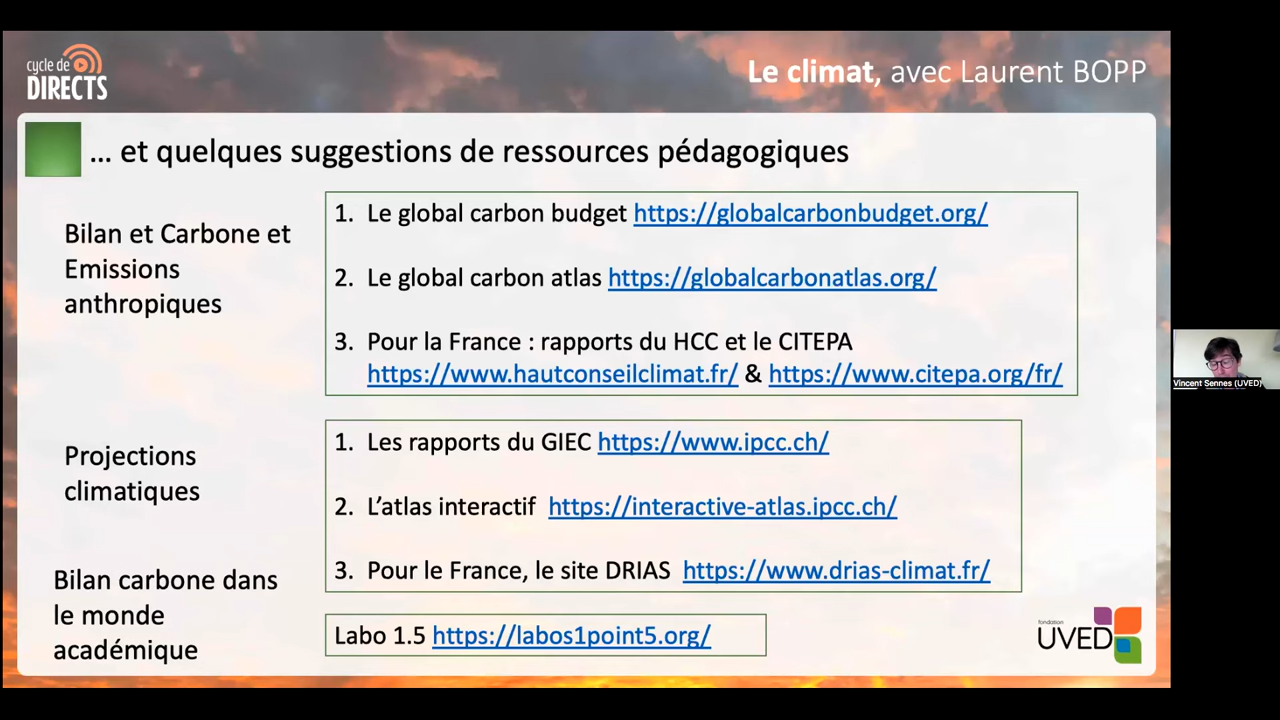 cycle de
DIRECTS
Le climat, avec Laurent BOPP
... et quelques suggestions de ressources pédagogiques
Bilan et Carbone et
Emissions
anthropiques
1. Le global carbon budget https://globalcarbonbudget.org/
2. Le global carbon atlas https://globalcarbonatlas.org/
3. Pour la France : rapports du HCC et le CITEPA
https://www.hautconseilclimat.fr/ & https://www.citepa.org/fr/
Projections
climatiques
1. Les rapports du GIEC https://www.ipcc.ch/
2. L’atlas interactif https://interactive-atlas.ipcc.ch/
3. Pour le France, le site DRIAS https://www.drias-climat.fr/
Bilan carbone dans
le monde
académique
Labo 1.5 https://labos1point5.org/
fondation
UVED
Vincent Sennes (UVED)